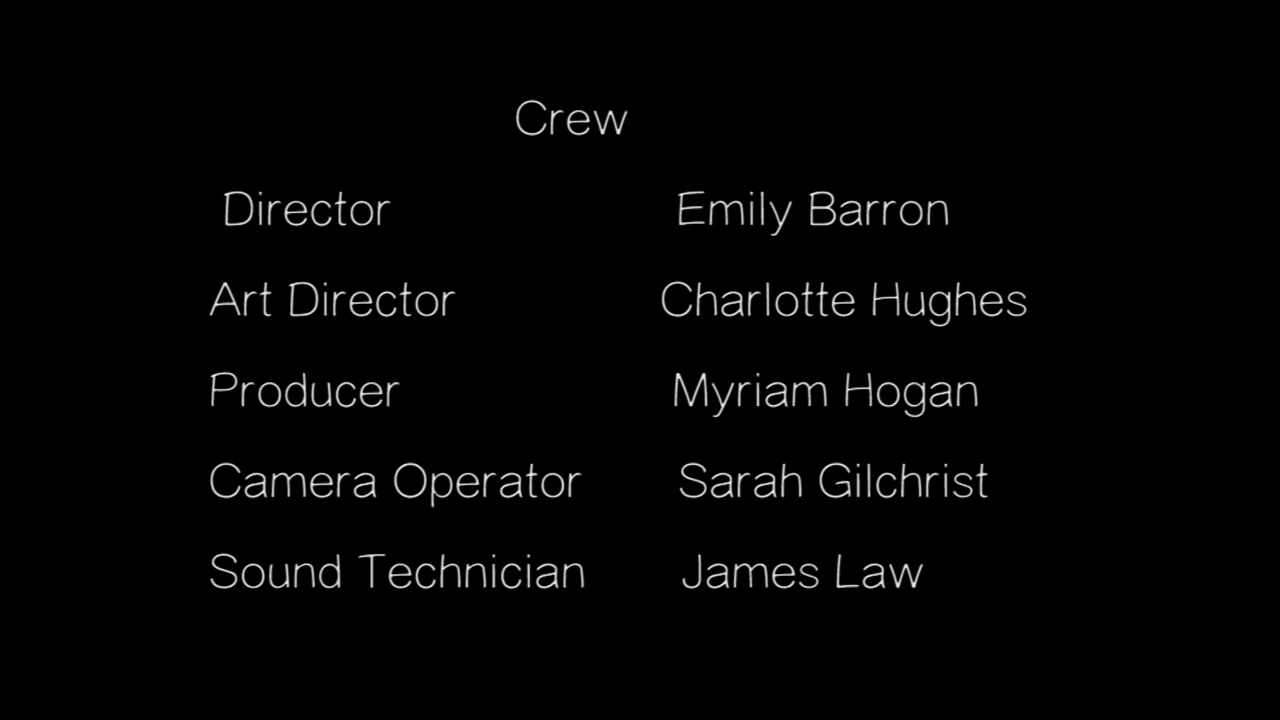 Crew
Director Emily Barron
Art Director Charlotte Hughes
Producer Myriam Hogan
Camera Operator Sarah Gilchrist
Sound Technician James Law